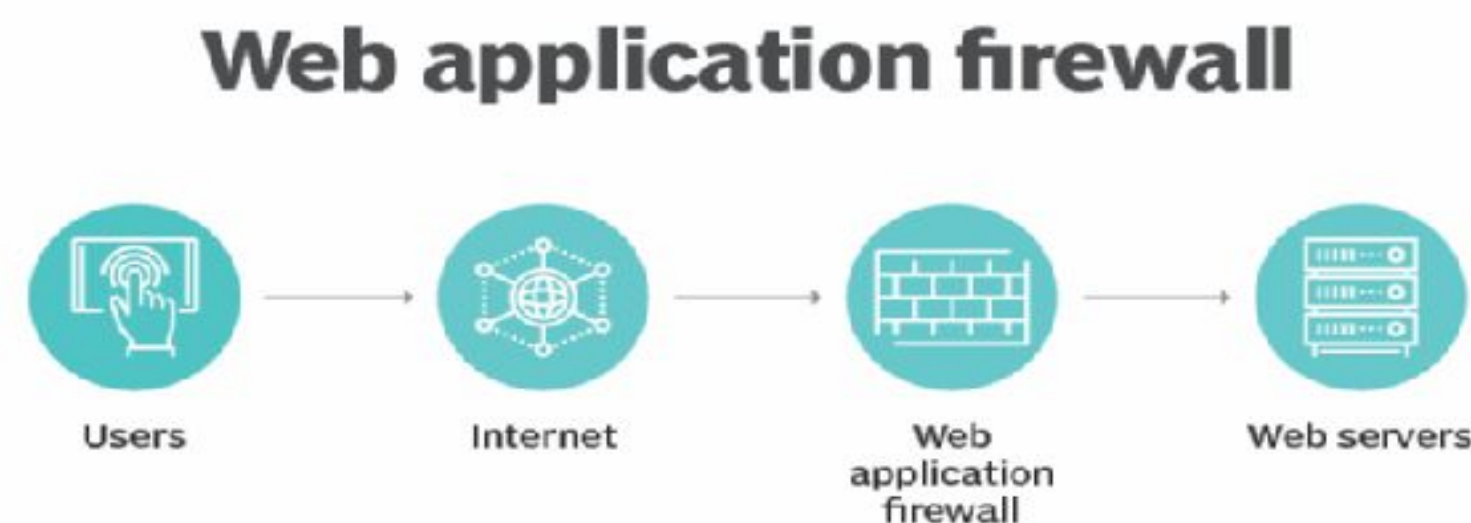 Web application firewall
Users
Internet
Web
application
firewall
Web servers